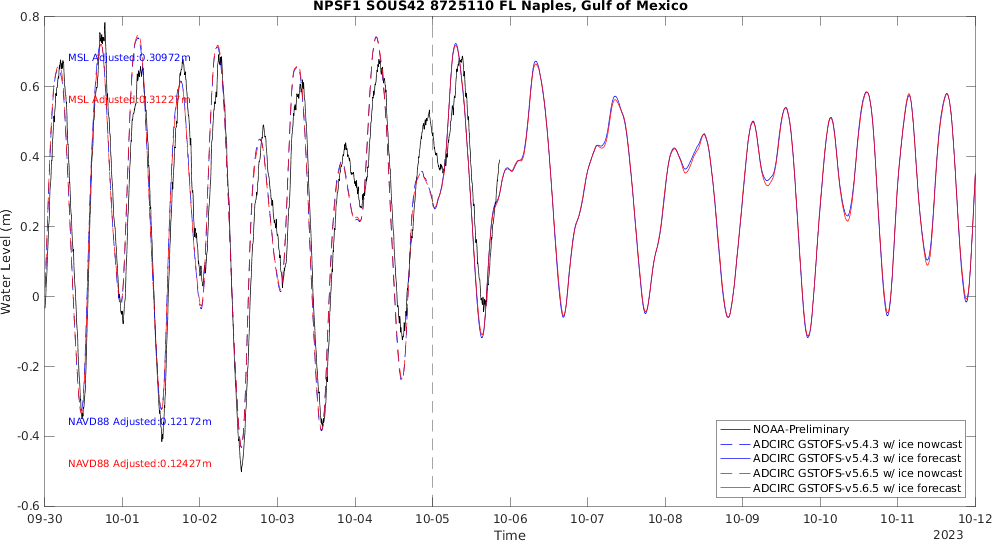 NPSF1 SOUS42 8725110 FL Naples, Gulf of Mexico
0.8
MSL Adjusted:0.30972m
0.6
MSL Adjusted:0.31227m
0.4
Water Level (m)
0.2
0
-0.2
NAVD88 Adjusted:0.12172m
-0.4
NAVD88 Adjusted:0.12427m
-0.6
NOAA-Preliminary
ADCIRC GSTOFS-v5.4.3 w/ ice nowcast
ADCIRC GSTOFS-v5.4.3 w/ ice forecast
ADCIRC GSTOFS-v5.6.5 w/ ice nowcast
ADCIRC GSTOFS-v5.6.5 w/ ice forecast
09-30 10-01 10-02 10-03 10-04 10-05 10-06 10-07 10-08 10-09 10-10 10-11 10-12
Time
2023